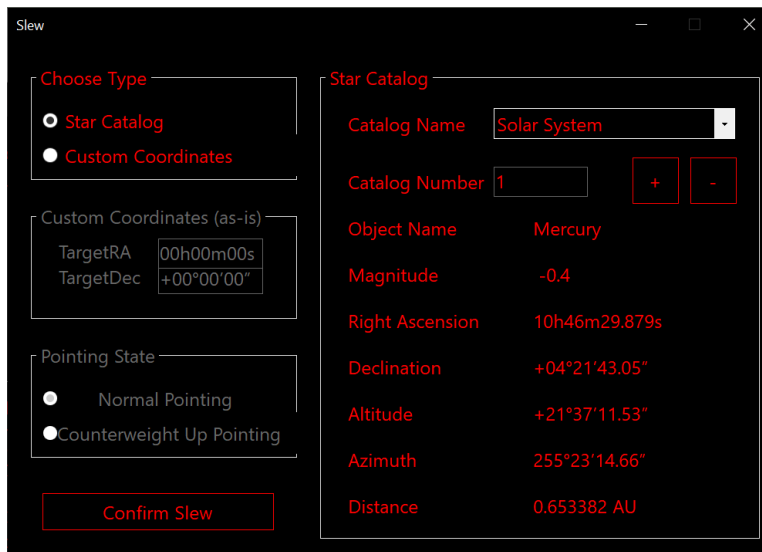 Slew
Choose Type
Star Catalog
Custom Coordinates
Custom Coordinates (as-is)
TargetRA 00h00m00s
TargetDec +00°00'00"
Pointing State
Normal Pointing
Counterweight Up Pointing
Confirm Slew
Star Catalog
Catalog Name Solar System
Catalog Number 1 + -
Object Name Mercury
Magnitude -0.4
Right Ascension 10h46m29.879s
Declination +04°21'43.05"
Altitude +21°37'11.53"
Azimuth 255°23'14.66"
Distance 0.653382 AU